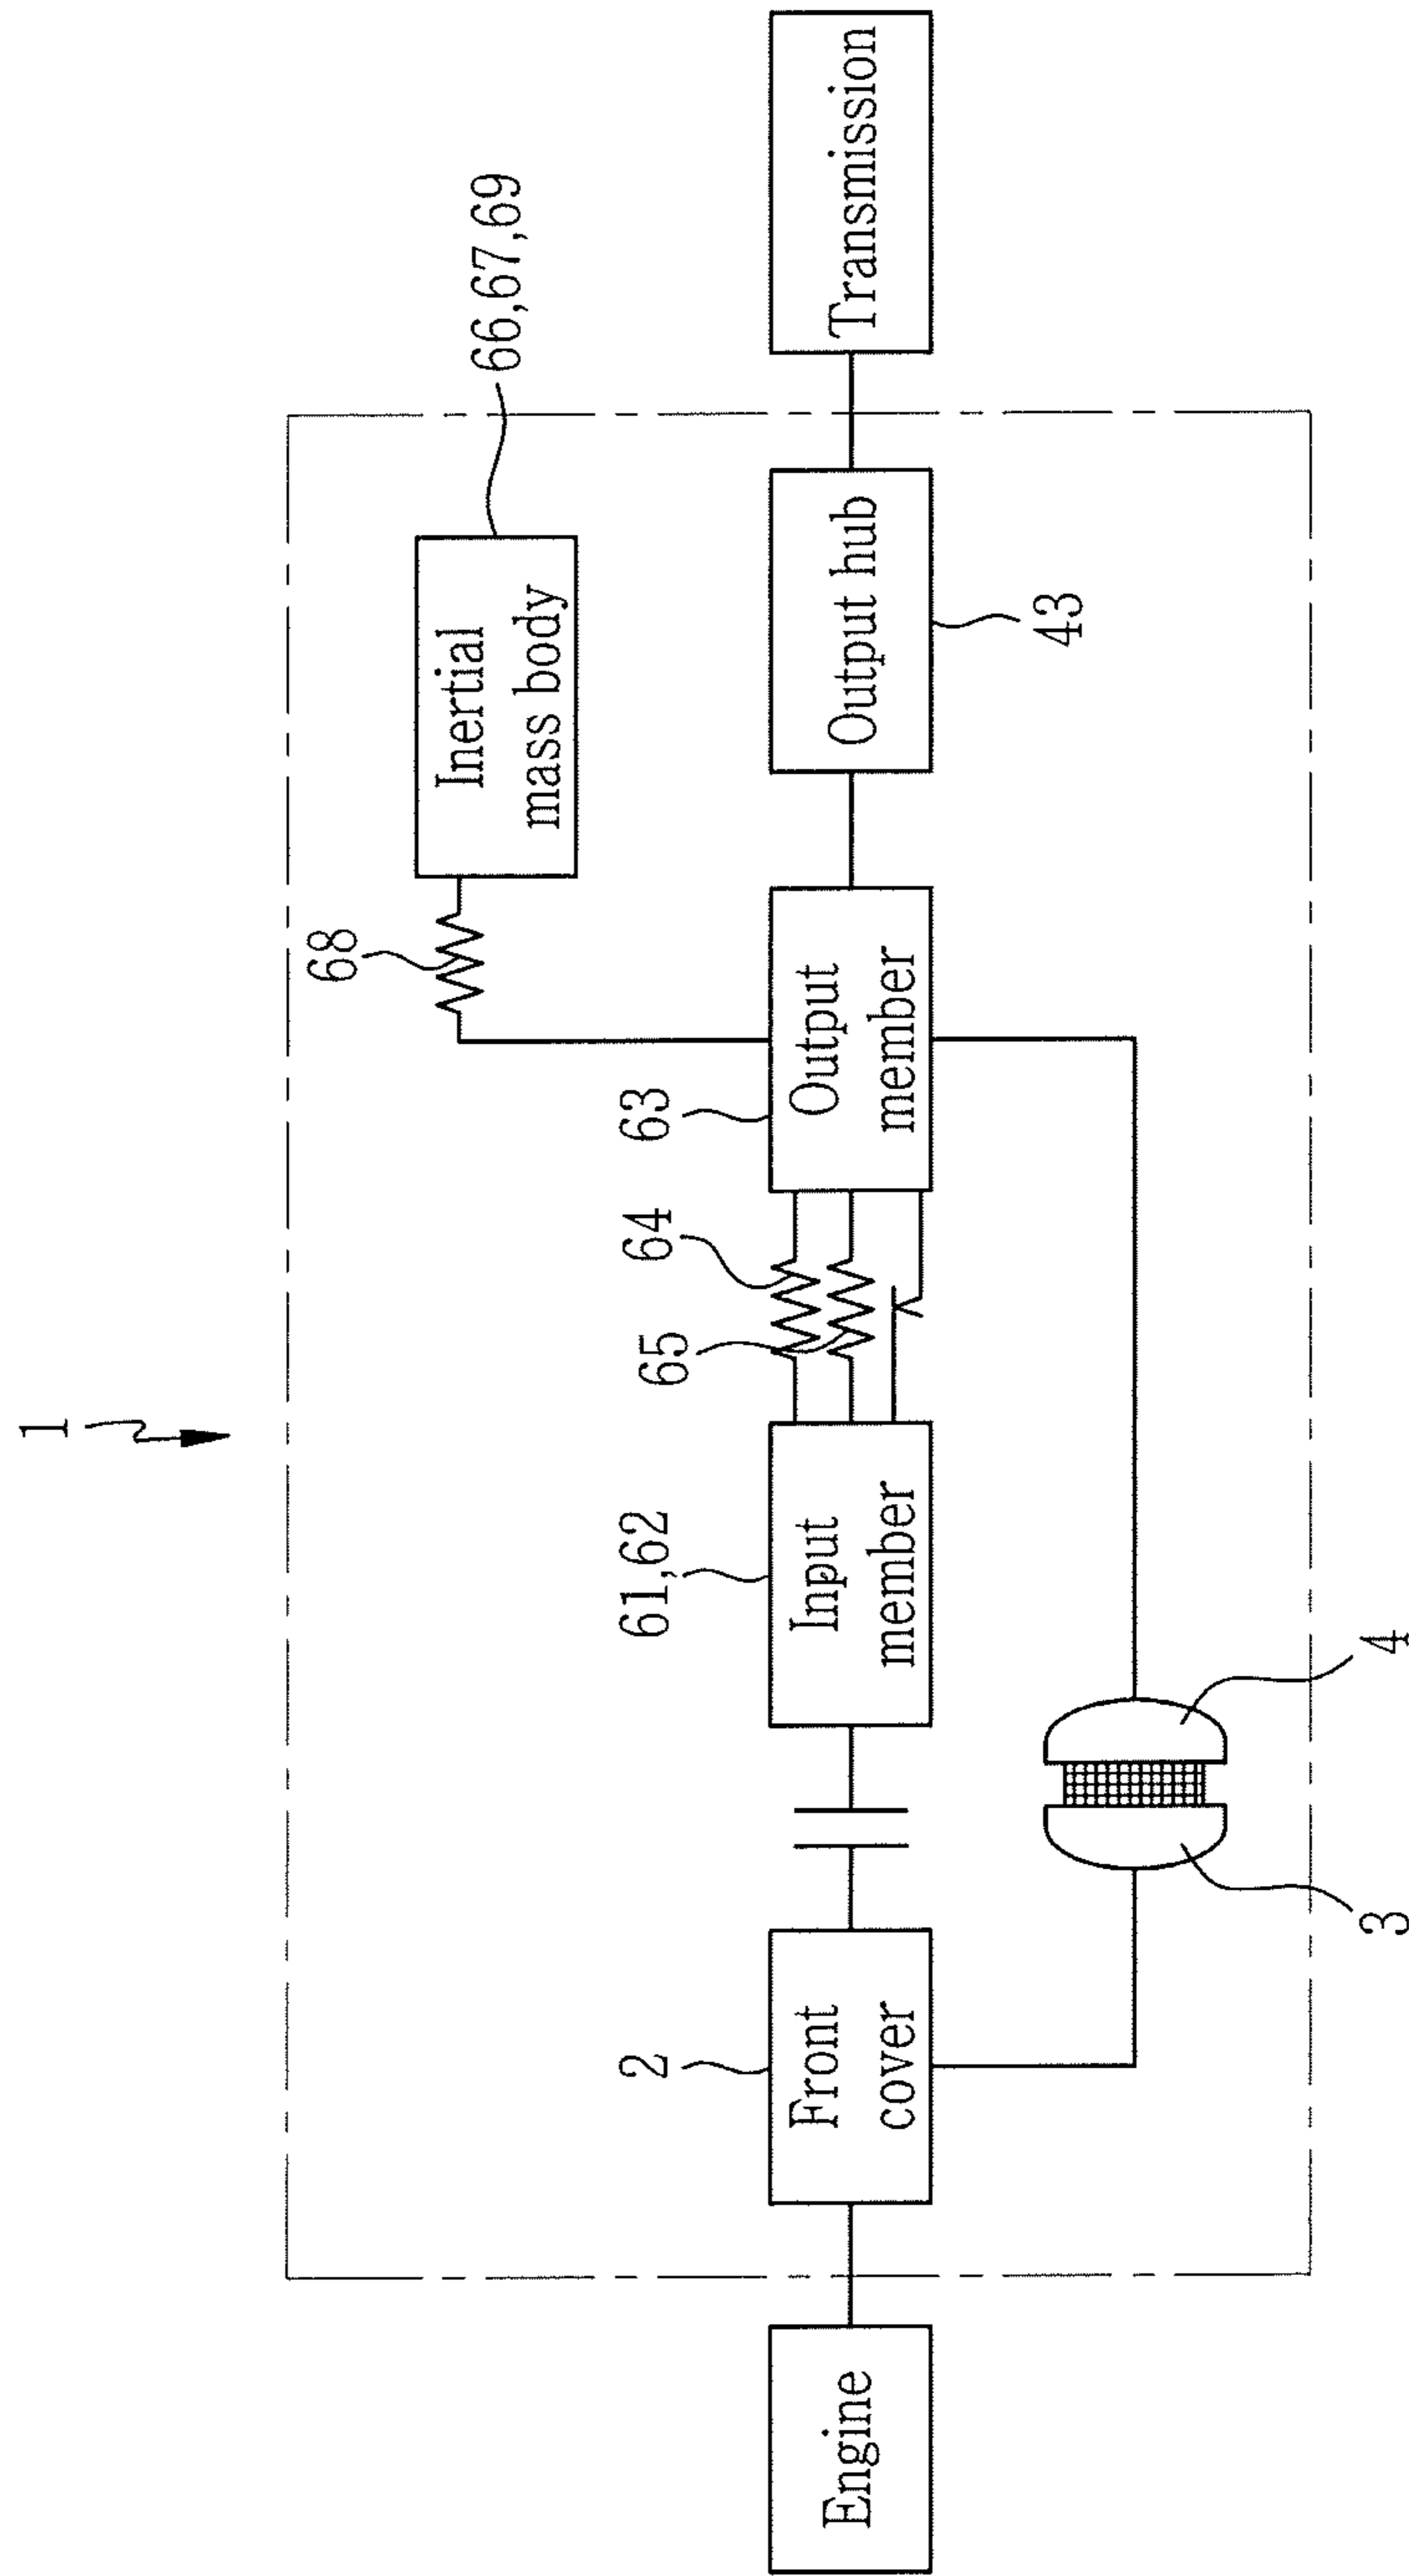 1
66,67,69
Inertial
mass body
68
61,62
65
64
63
2
Engine
Front
cover
Input
member
Output
member
Output hub
Transmission
43
3
4